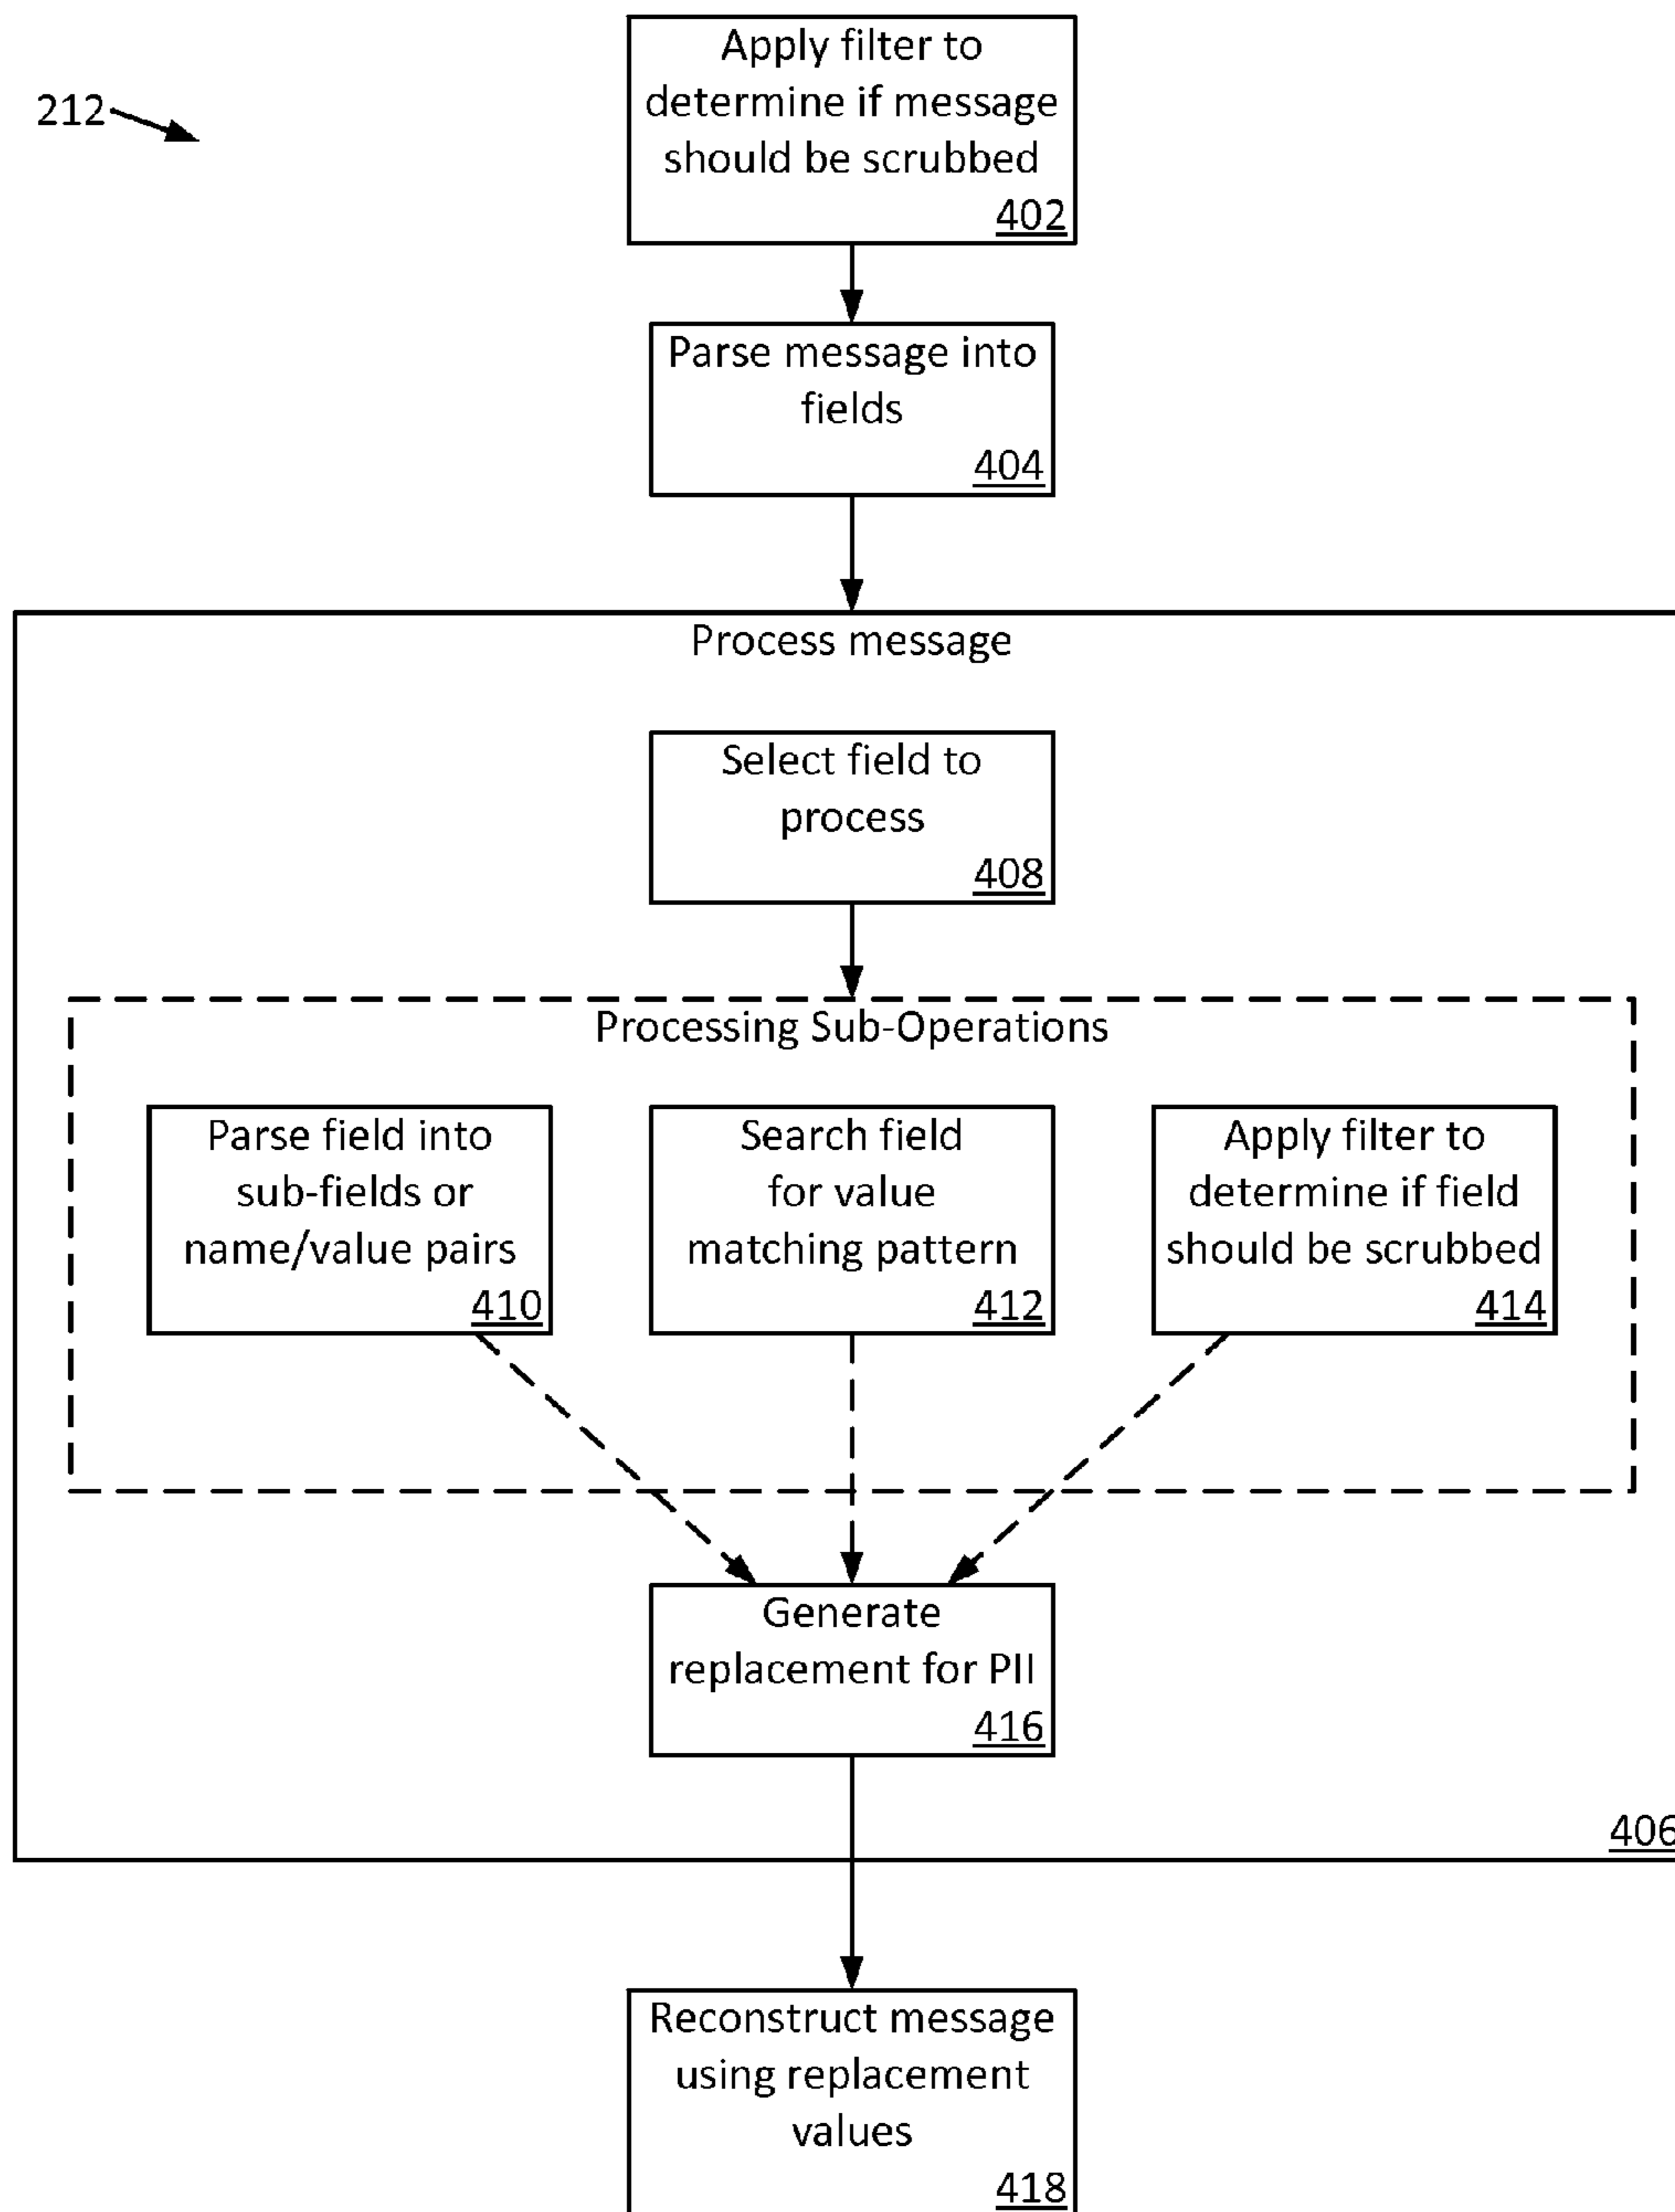 212
Apply filter to
determine if message
should be scrubbed
402
Parse message into
fields
404
Process message
Select field to
process
408
Processing Sub-Operations
Parse field into
sub-fields or
name/value pairs
410
Search field
for value
matching pattern
412
Apply filter to
determine if field
should be scrubbed
414
Generate
replacement for PII
416
406
Reconstruct message
using replacement
values
418